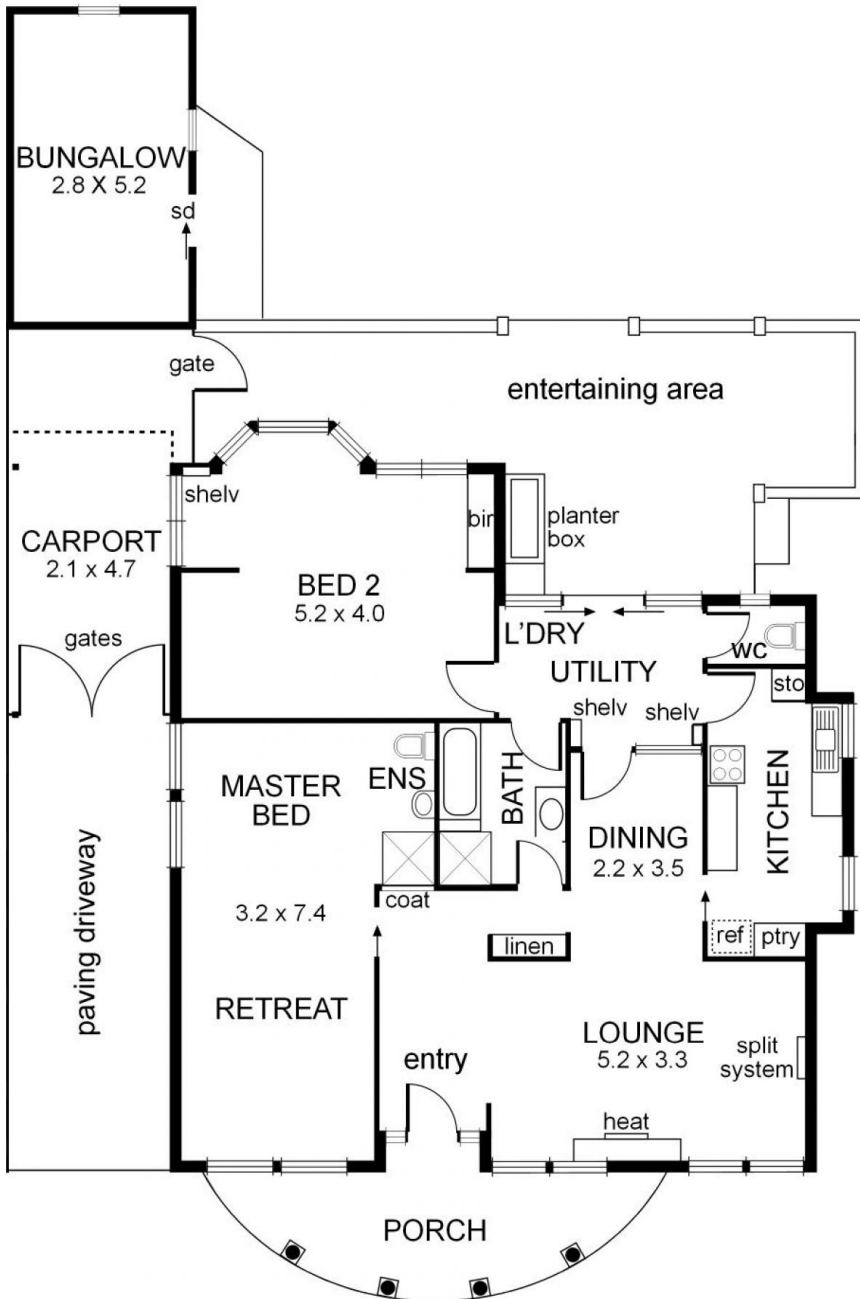 BUNGALOW
2.8 X 5.2
sd
gate
entertaining area
shelv
bir
planter
box
CARPORT
2.1 x 4.7
BED 2
5.2 x 4.0
gates
L'DRY
UTILITY
wc
sto
shelv
shelv
MASTER
BED
ENS
BATH
DINING
2.2 x 3.5
KITCHEN
3.2 x 7.4
coat
linen
ref
ptry
paving driveway
RETREAT
LOUNGE
5.2 x 3.3
split
system
entry
heat
PORCH